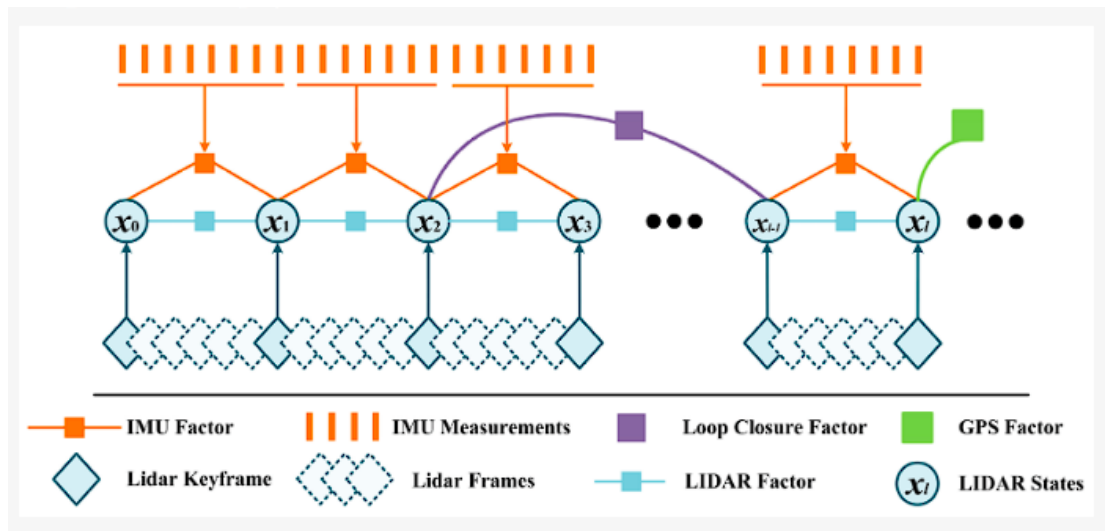 x0 x1 x2 x3 ••• xi-1 xi •••
IMU Factor IMU Measurements Loop Closure Factor GPS Factor
Lidar Keyframe Lidar Frames LIDAR Factor xi LIDAR States